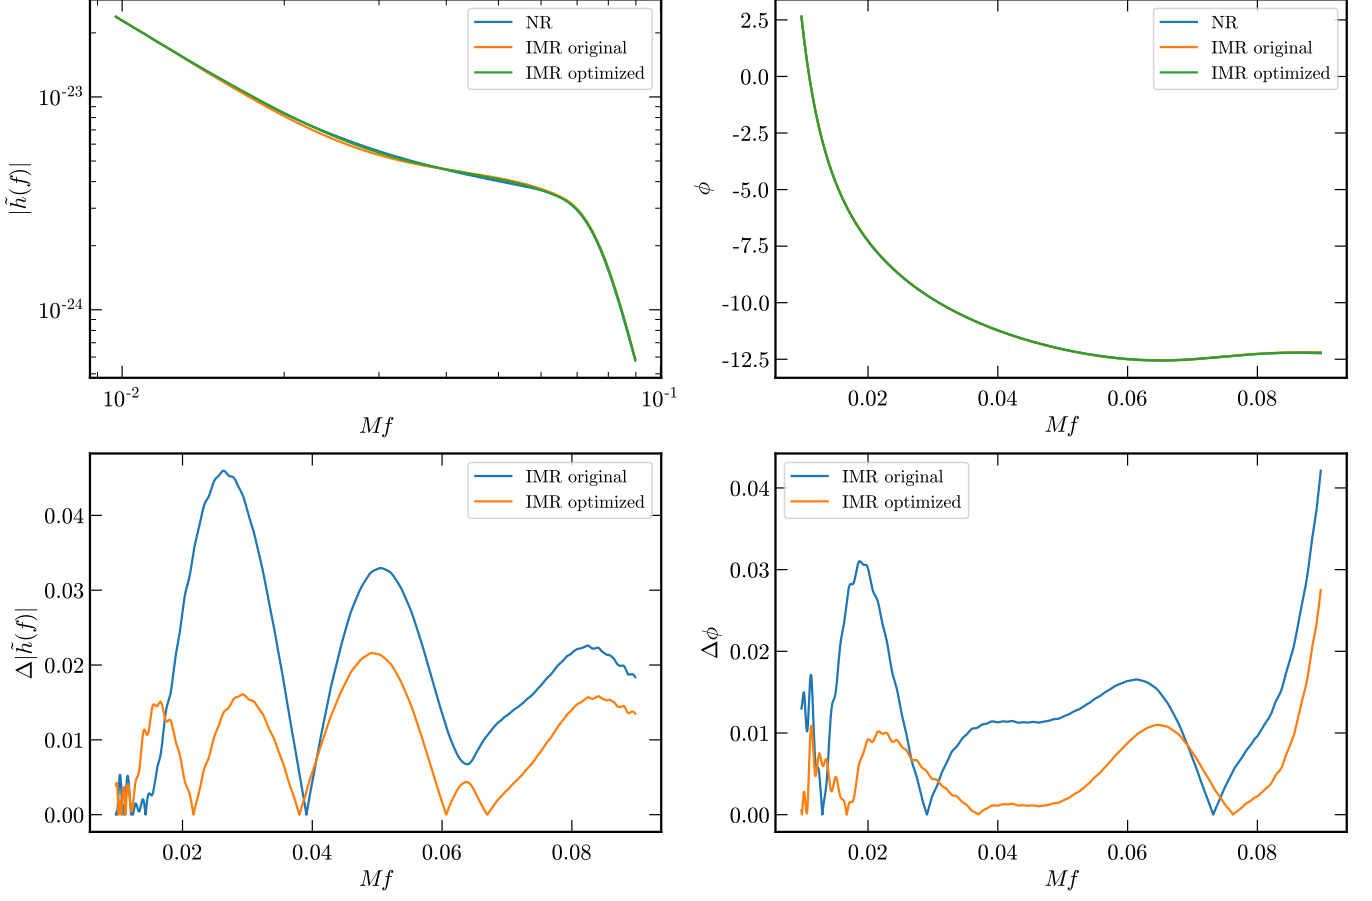 NR
IMR original
IMR optimized
10⁻²³
10⁻²⁴
|h̃(f)|
10⁻²
10⁻¹
Mf
NR
IMR original
IMR optimized
2.5
0.0
-2.5
-5.0
-7.5
-10.0
-12.5
ϕ
0.02 0.04 0.06 0.08
Mf
IMR original
IMR optimized
0.04
0.03
0.02
0.01
0.00
Δ|h̃(f)|
0.02 0.04 0.06 0.08
Mf
IMR original
IMR optimized
0.04
0.03
0.02
0.01
0.00
Δϕ
0.02 0.04 0.06 0.08
Mf